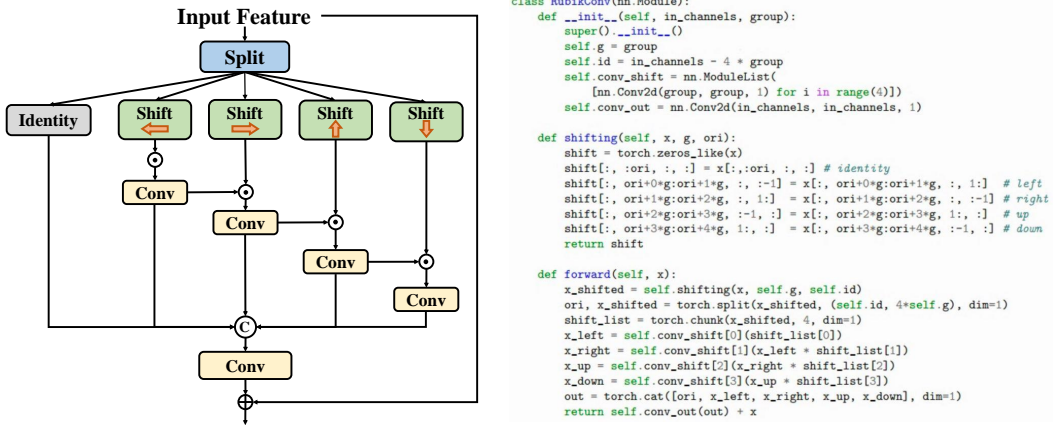 Input Feature
Split
Identity
Shift
Shift
Shift
Shift
Conv
Conv
Conv
Conv
C
Conv
class RubikConv(nn.Module):
def __init__(self, in_channels, group):
super().__init__()
self.g = group
self.id = in_channels - 4 * group
self.conv_shift = nn.ModuleList(
[nn.Conv2d(group, group, 1) for i in range(4)])
self.conv_out = nn.Conv2d(in_channels, in_channels, 1)
def shifting(self, x, g, ori):
shift = torch.zeros_like(x)
shift[:, :ori, :, :] = x[:,:ori, :, :] # identity
shift[:, ori+0*g:ori+1*g, :, :-1] = x[:, ori+0*g:ori+1*g, :, 1:] # left
shift[:, ori+1*g:ori+2*g, :, 1:] = x[:, ori+1*g:ori+2*g, :, :-1] # right
shift[:, ori+2*g:ori+3*g, :-1, :] = x[:, ori+2*g:ori+3*g, 1:, :] # up
shift[:, ori+3*g:ori+4*g, 1:, :] = x[:, ori+3*g:ori+4*g, :-1, :] # down
return shift
def forward(self, x):
x_shifted = self.shifting(x, self.g, self.id)
ori, x_shifted = torch.split(x_shifted, (self.id, 4*self.g), dim=1)
shift_list = torch.chunk(x_shifted, 4, dim=1)
x_left = self.conv_shift[0](shift_list[0])
x_right = self.conv_shift[1](x_left * shift_list[1])
x_up = self.conv_shift[2](x_right * shift_list[2])
x_down = self.conv_shift[3](x_up * shift_list[3])
out = torch.cat([ori, x_left, x_right, x_up, x_down], dim=1)
return self.conv_out(out) + x